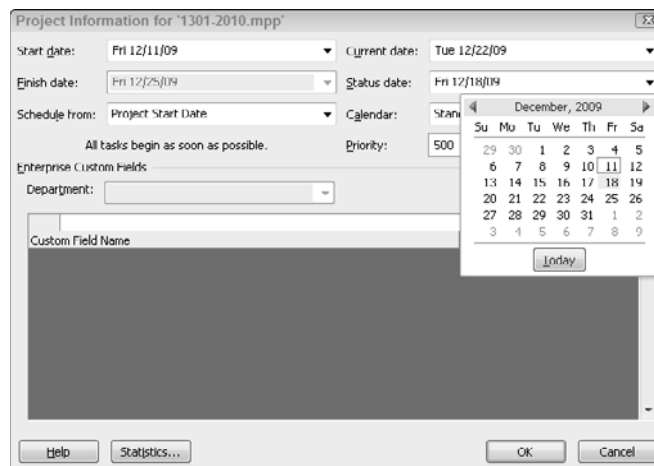 Project Information for '1301-2010.mpp'
Start date: Fri 12/11/09 Current date: Tue 12/22/09
Finish date: Fri 12/25/09 Status date: Fri 12/18/09
Schedule from: Project Start Date Calendar:
All tasks begin as soon as possible. Priority: 500
Enterprise Custom Fields
Department:
Custom Field Name
December, 2009
Su Mo Tu We Th Fr Sa
29 30 1 2 3 4 5
6 7 8 9 10 11 12
13 14 15 16 17 18 19
20 21 22 23 24 25 26
27 28 29 30 31 1 2
3 4 5 6 7 8 9
Today
Help Statistics... OK Cancel